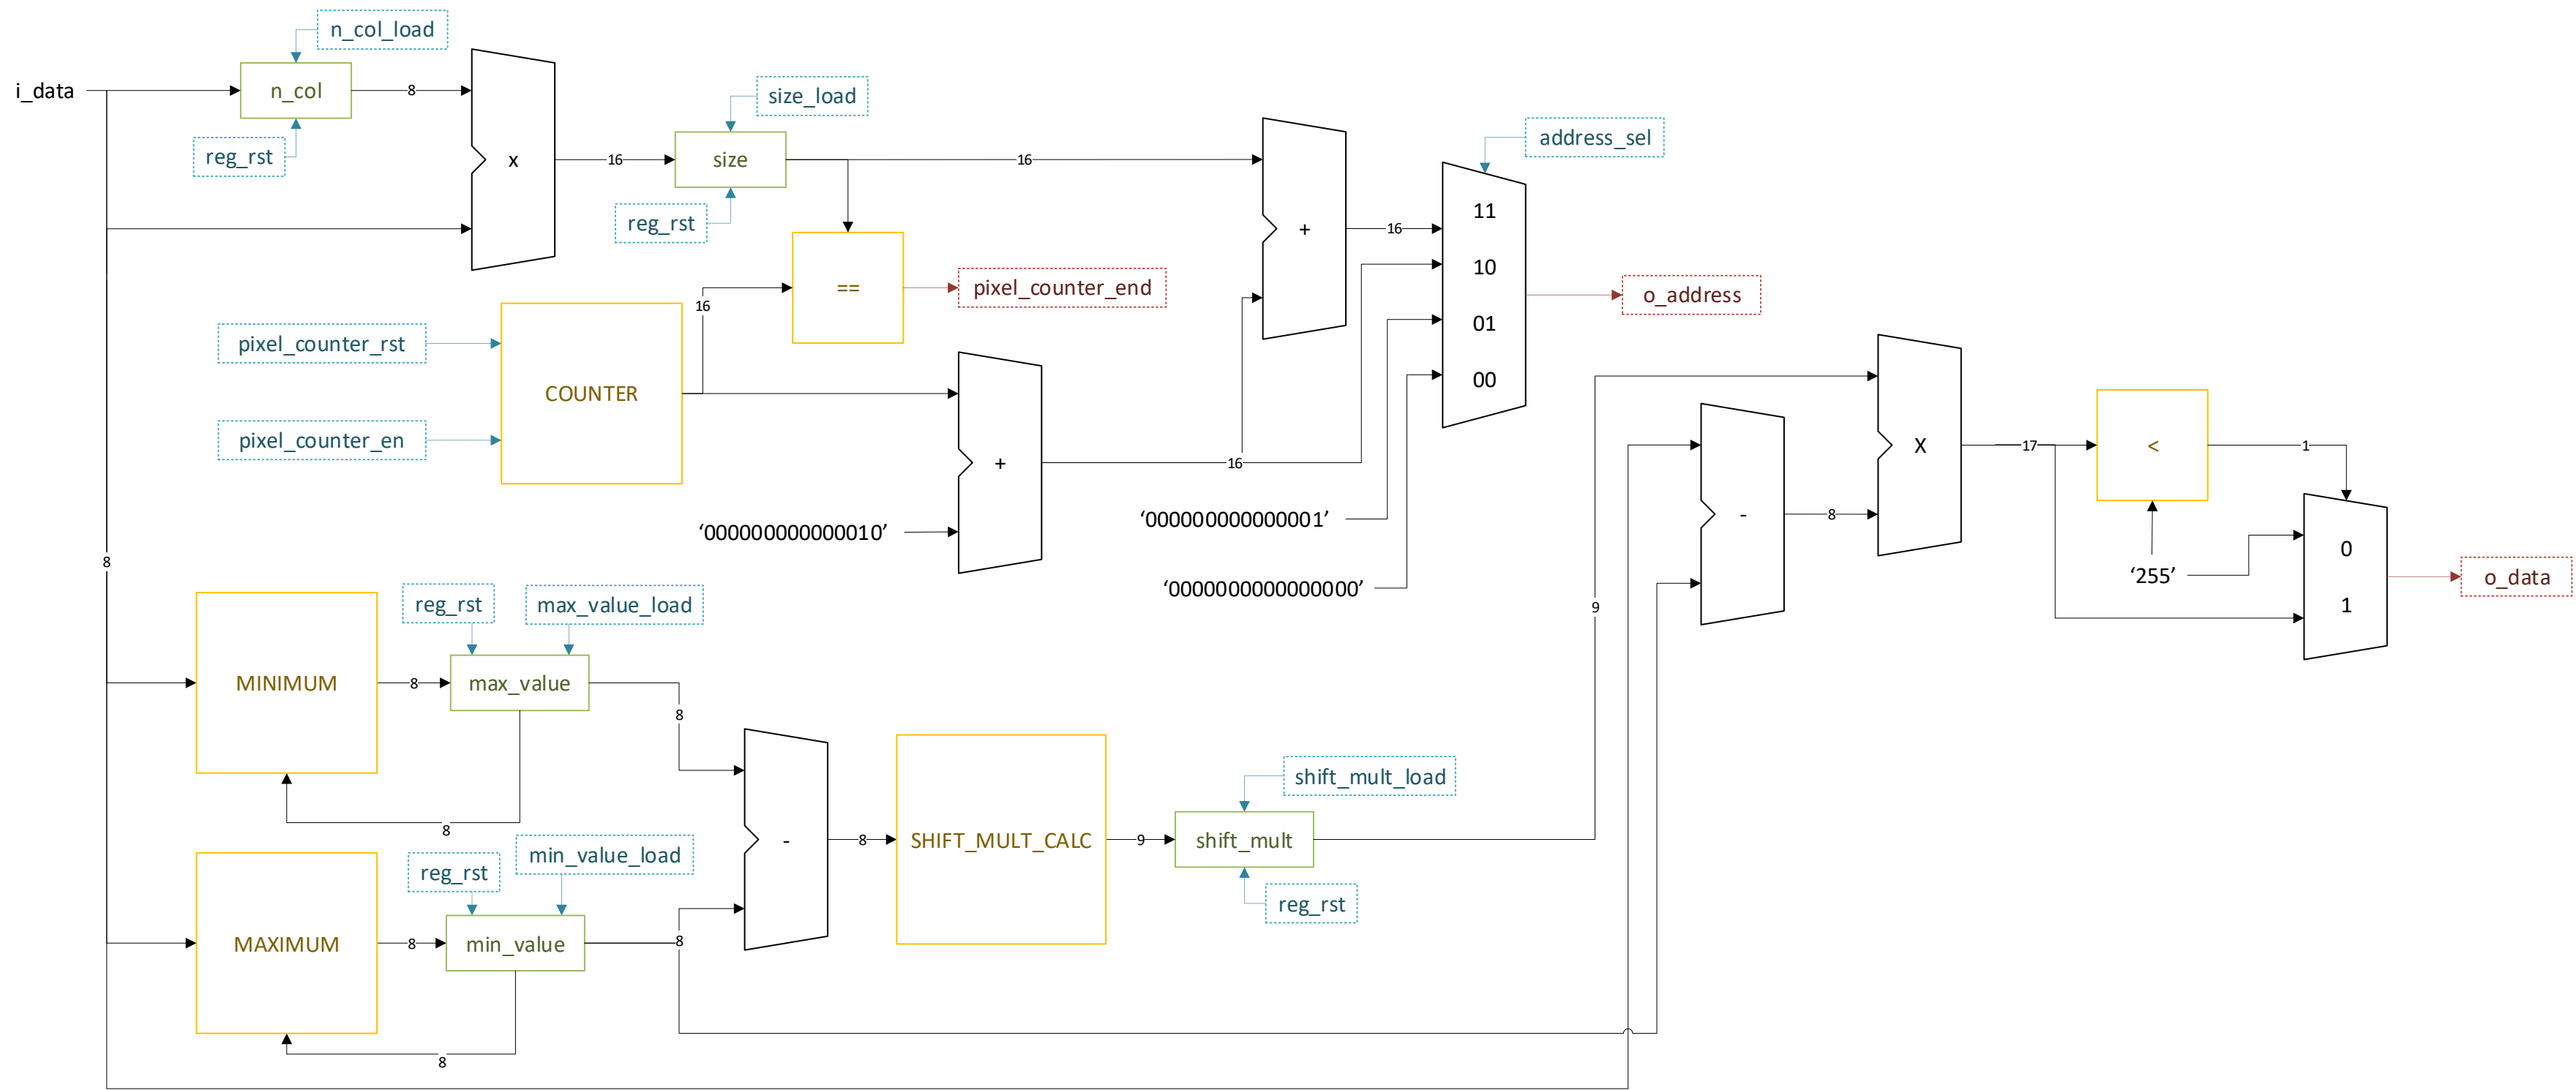 n_col_load
i_data
n_col
8
reg_rst
x
16
size_load
size
reg_rst
16
address_sel
+
16
11
10
01
00
o_address
==
pixel_counter_end
16
pixel_counter_rst
COUNTER
pixel_counter_en
+
16
‘000000000000010’
‘000000000000001’
‘0000000000000000’
8
-
8
X
17
<
1
‘255’
0
1
o_data
9
reg_rst
max_value_load
MINIMUM
8
max_value
8
8
reg_rst
min_value_load
MAXIMUM
8
min_value
8
8
-
8
SHIFT_MULT_CALC
9
shift_mult_load
shift_mult
reg_rst